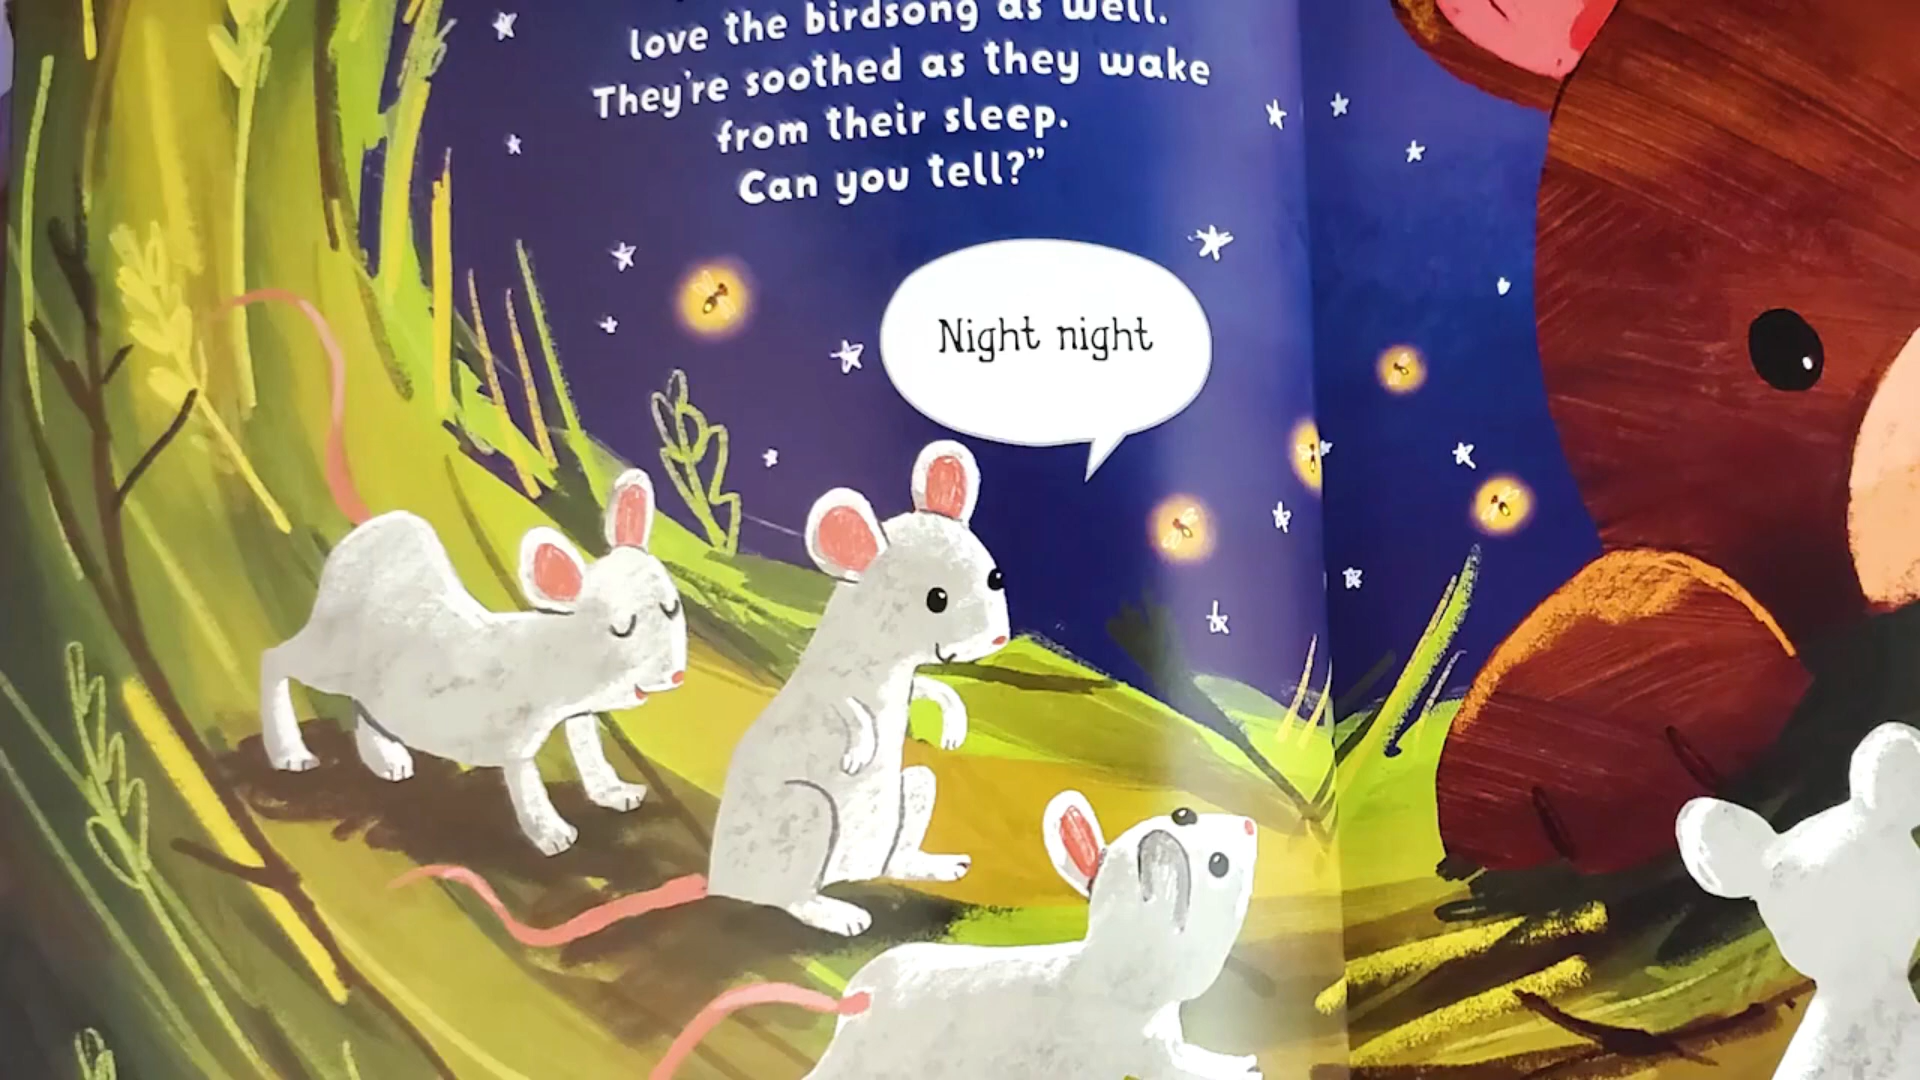 love the birdsong as well.
They're soothed as they wake
from their sleep.
Can you tell?”
Night night